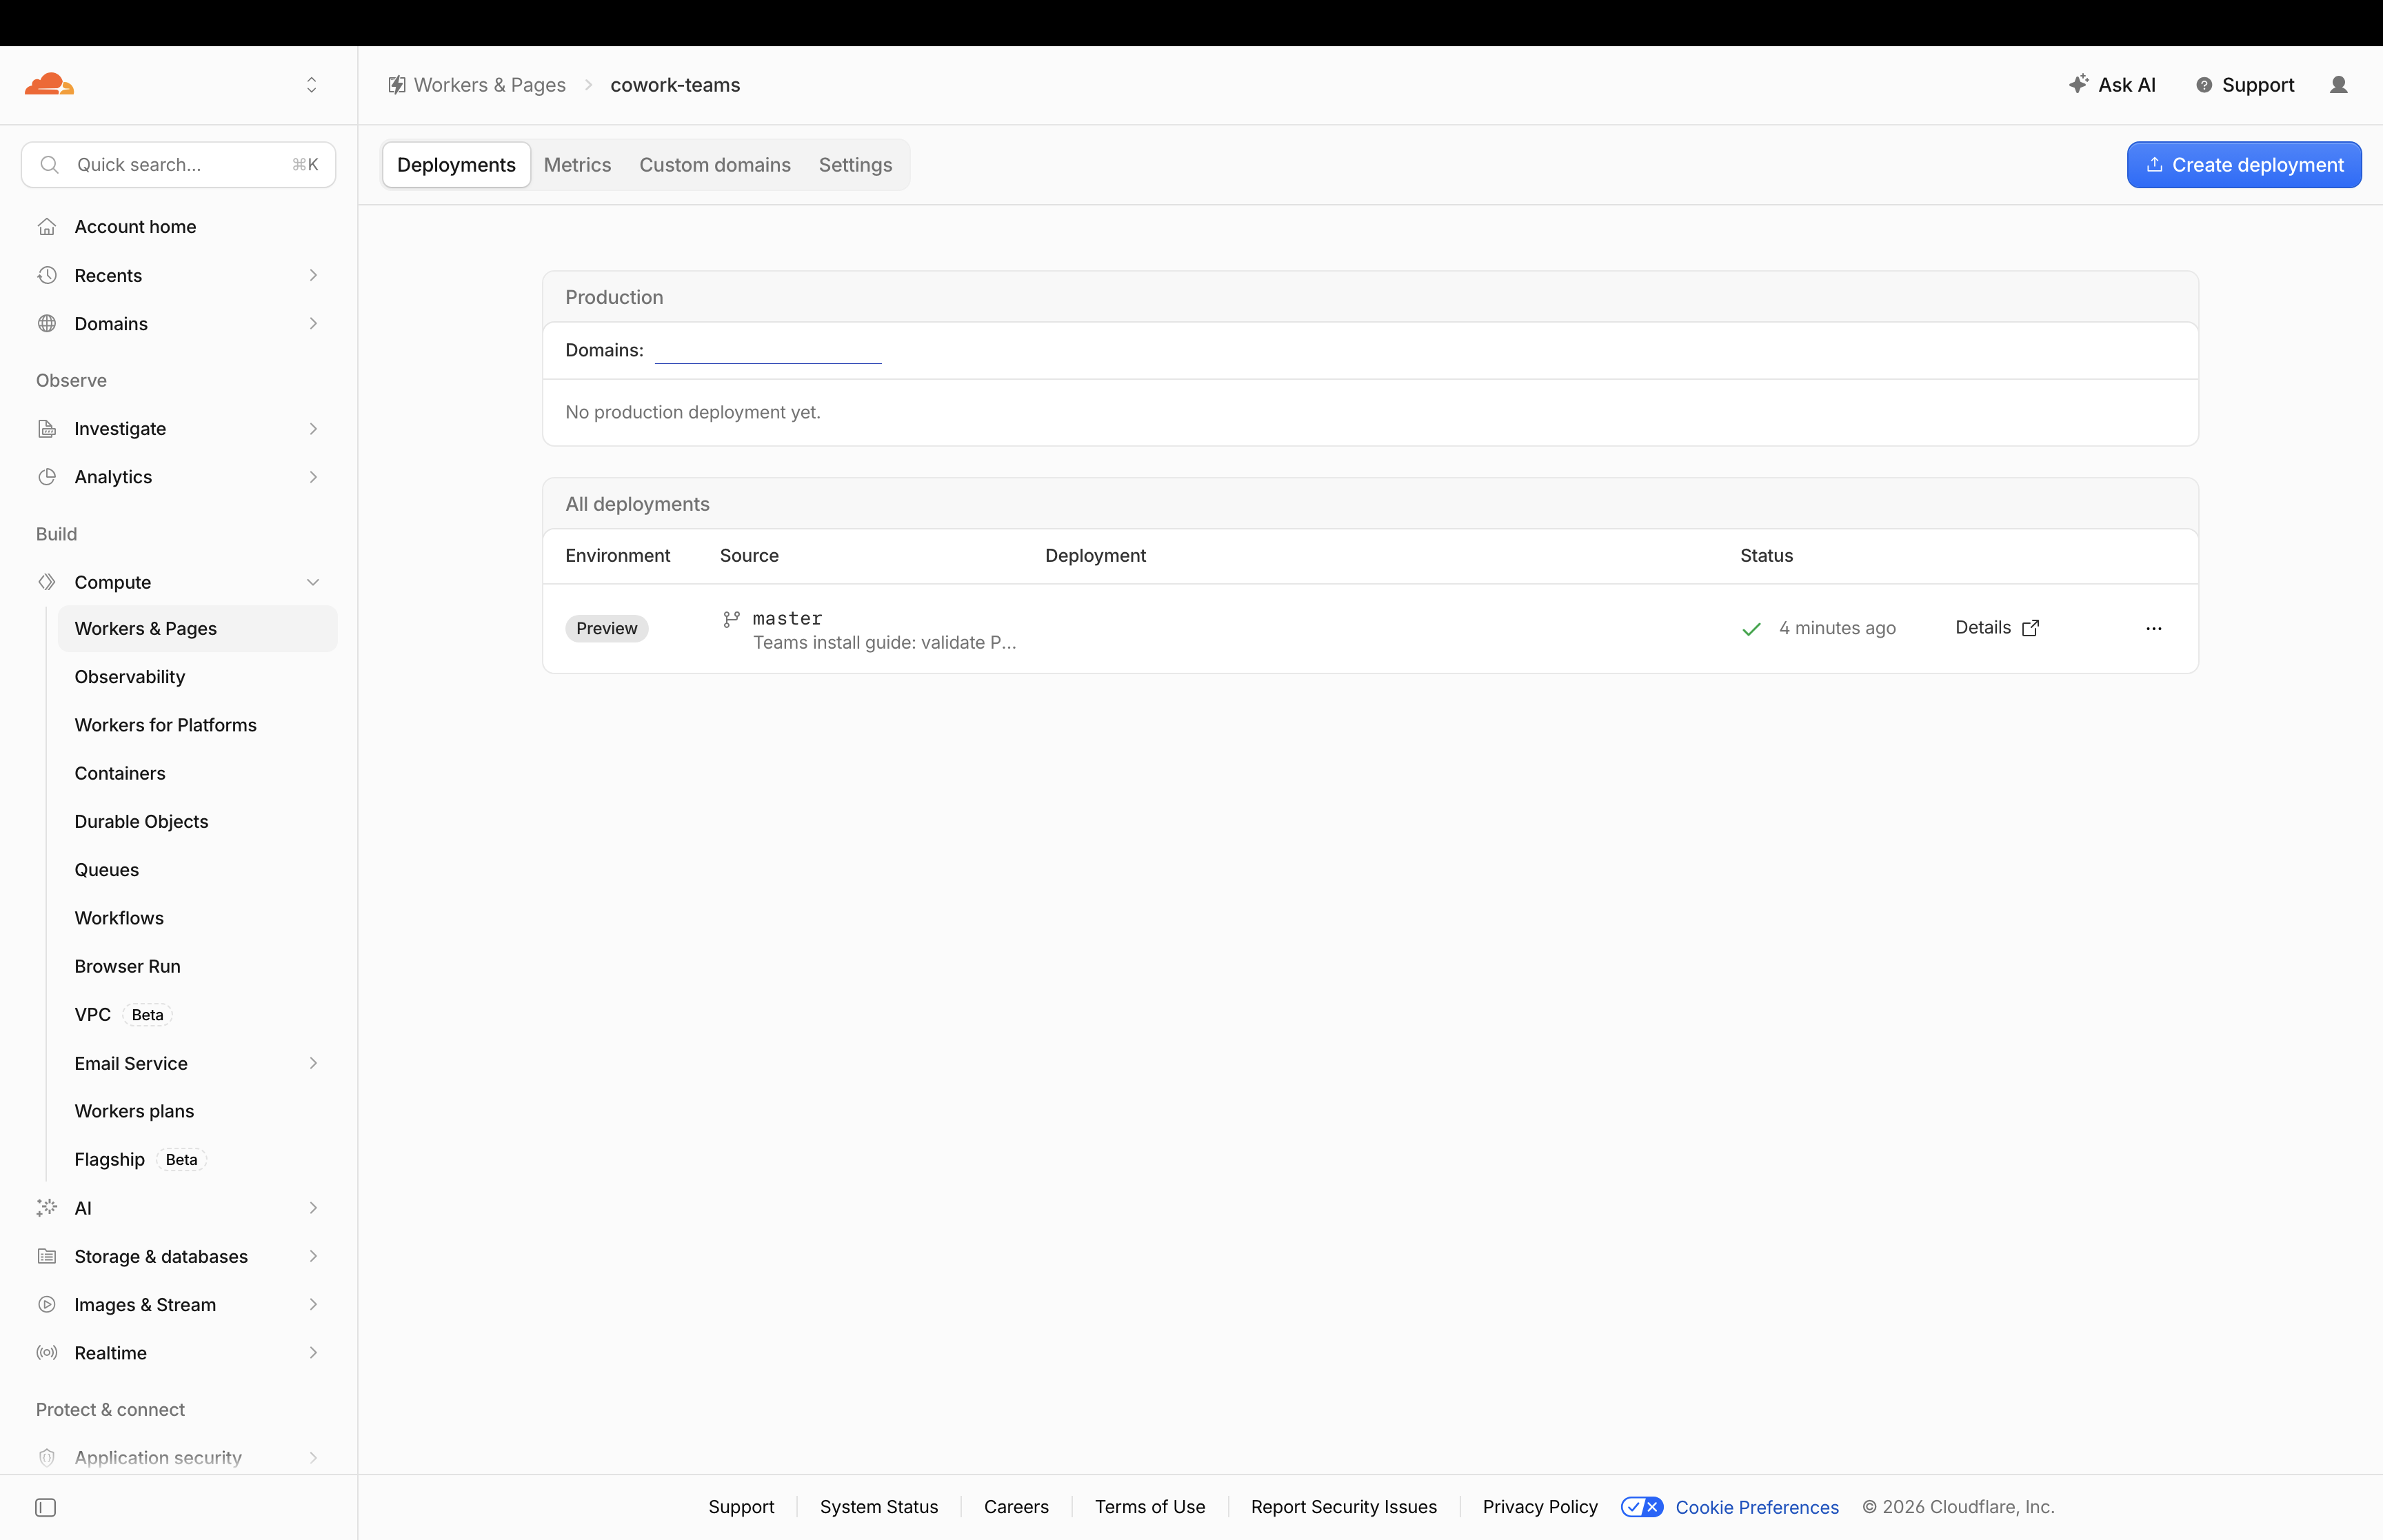 Workers & Pages > cowork-teams
Ask AI
Support
Quick search... ⌘K
Deployments
Metrics
Custom domains
Settings
Create deployment
Account home
Recents
Domains
Observe
Investigate
Analytics
Build
Compute
Workers & Pages
Observability
Workers for Platforms
Containers
Durable Objects
Queues
Workflows
Browser Run
VPC Beta
Email Service
Workers plans
Flagship Beta
AI
Storage & databases
Images & Stream
Realtime
Protect & connect
Application security
Production
Domains:
No production deployment yet.
All deployments
Environment Source Deployment Status
Preview
master
Teams install guide: validate P...
4 minutes ago
Details
Support
System Status
Careers
Terms of Use
Report Security Issues
Privacy Policy
Cookie Preferences
© 2026 Cloudflare, Inc.